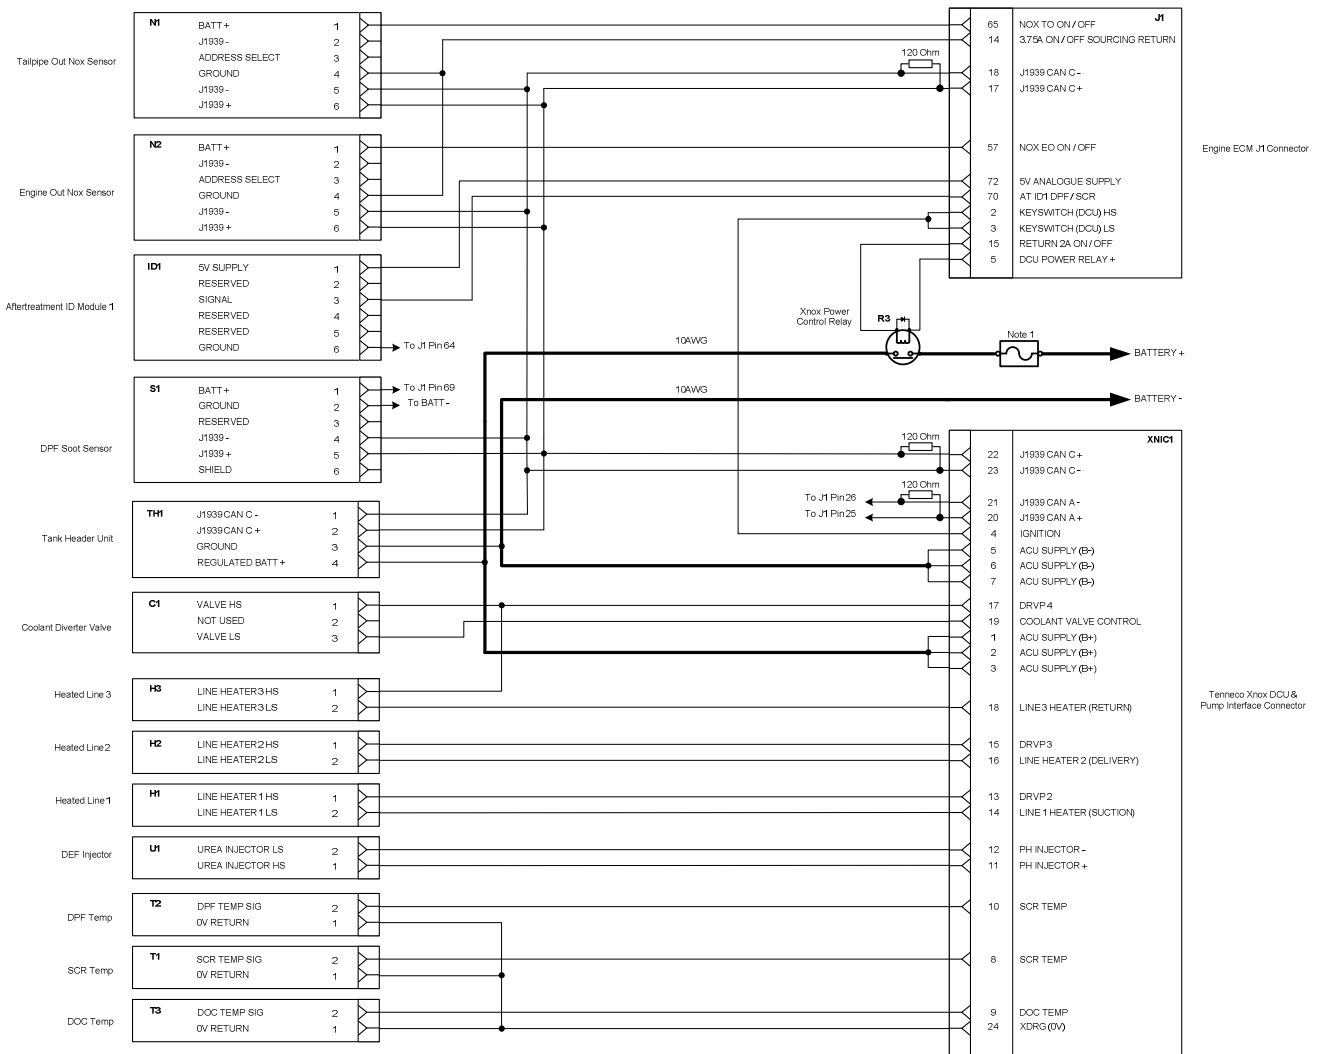 N1
BATT+ 1
J1939- 2
ADDRESS SELECT 3
GROUND 4
J1939- 5
J1939+ 6
Tailpipe Out Nox Sensor
N2
BATT+ 1
J1939- 2
ADDRESS SELECT 3
GROUND 4
J1939- 5
J1939+ 6
Engine Out Nox Sensor
ID1
5V SUPPLY 1
RESERVED 2
SIGNAL 3
RESERVED 4
RESERVED 5
GROUND 6
To J1 Pin 64
Aftertreatment ID Module 1
S1
BATT+ 1
To J1 Pin 69
GROUND 2
To BATT-
RESERVED 3
J1939- 4
J1939+ 5
SHIELD 6
DPF Soot Sensor
TH1
J1939 CAN C- 1
J1939 CAN C+ 2
GROUND 3
REGULATED BATT+ 4
Tank Header Unit
C1
VALVE HS 1
NOT USED 2
VALVE LS 3
Coolant Diverter Valve
Heated Line 3
H3
LINE HEATER 3 HS 1
LINE HEATER 3 LS 2
Heated Line 2
H2
LINE HEATER 2 HS 1
LINE HEATER 2 LS 2
Heated Line 1
H1
LINE HEATER 1 HS 1
LINE HEATER 1 LS 2
DEF Injector
U1
UREA INJECTOR LS 2
UREA INJECTOR HS 1
DPF Temp
T2
DPF TEMP SIG 2
0V RETURN 1
SCR Temp
T1
SCR TEMP SIG 2
0V RETURN 1
DOC Temp
T3
DOC TEMP SIG 2
0V RETURN 1
J1
65 NOX TO ON/OFF
14 3.75A ON/OFF SOURCING RETURN
120 Ohm
18 J1939 CAN C-
17 J1939 CAN C+
57 NOX EO ON/OFF
72 5V ANALOGUE SUPPLY
70 AT ID1 DPF/SCR
2 KEYSWITCH (DCU) HS
3 KEYSWITCH (DCU) LS
15 RETURN 2A ON/OFF
5 DCU POWER RELAY+
Engine ECM J1 Connector
Xnox Power
Control Relay
R3
Note 1
10AWG
BATTERY+
10AWG
BATTERY-
XNIC1
120 Ohm
22 J1939 CAN C+
23 J1939 CAN C-
120 Ohm
To J1 Pin 26
21 J1939 CAN A-
To J1 Pin 25
20 J1939 CAN A+
4 IGNITION
5 ACU SUPPLY (B-)
6 ACU SUPPLY (B-)
7 ACU SUPPLY (B-)
17 DRVP4
19 COOLANT VALVE CONTROL
1 ACU SUPPLY (B+)
2 ACU SUPPLY (B+)
3 ACU SUPPLY (B+)
18 LINE 3 HEATER (RETURN)
15 DRVP3
16 LINE HEATER 2 (DELIVERY)
13 DRVP2
14 LINE 1 HEATER (SUCTION)
12 PH INJECTOR-
11 PH INJECTOR+
10 SCR TEMP
8 SCR TEMP
9 DOC TEMP
24 XDRG (0V)
Tenneco Xnox DCU &
Pump Interface Connector